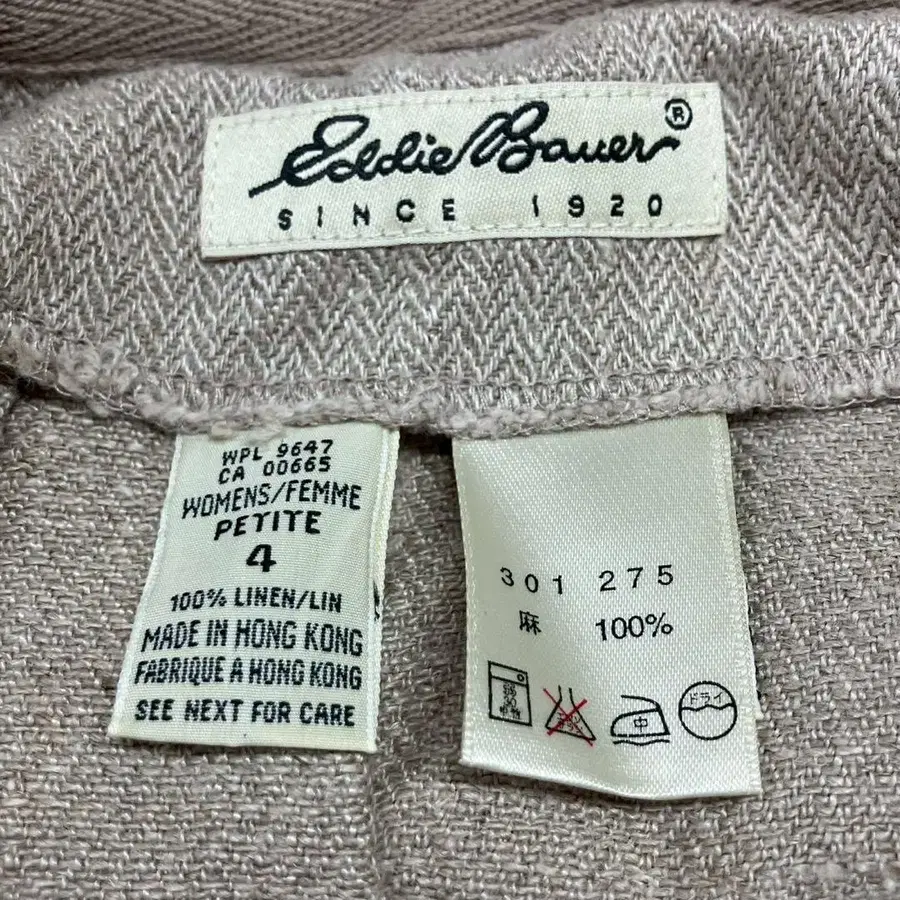 Eddie Bauer®
SINCE 1920
WPL 9647
CA 00665
WOMENS/FEMME
PETITE
4
100% LINEN/LIN
MADE IN HONG KONG
FABRIQUE A HONG KONG
SEE NEXT FOR CARE
301 275
麻 100%
中
ドライ